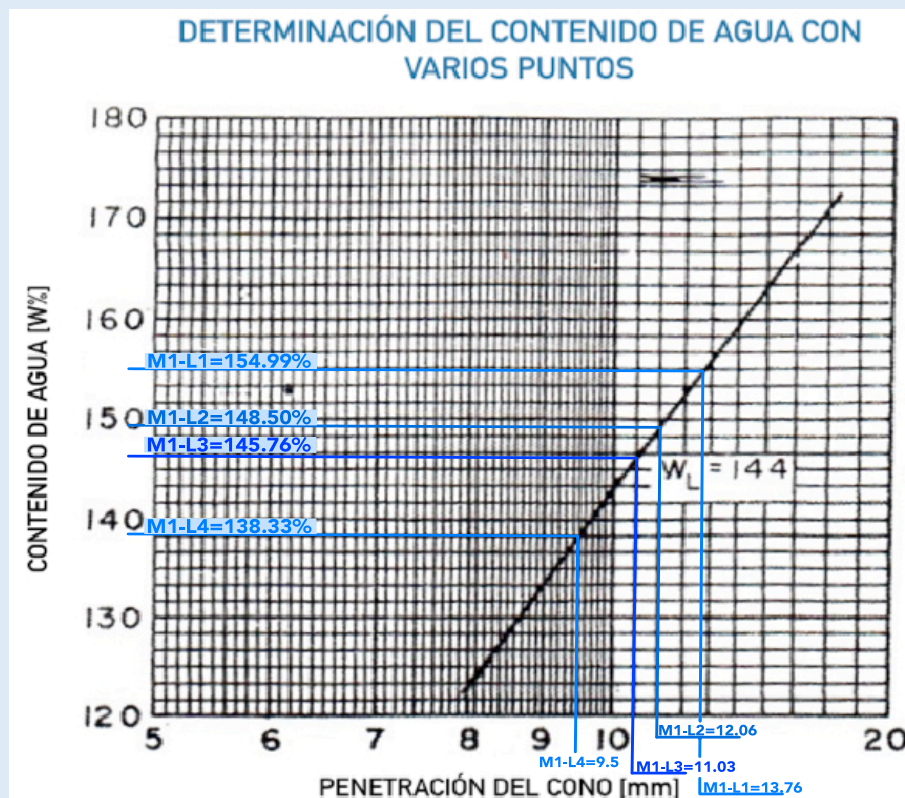 DETERMINACIÓN DEL CONTENIDO DE AGUA CON
VARIOS PUNTOS
CONTENIDO DE AGUA [W%]
180
170
160
M1-L1=154.99%
150
M1-L2=148.50%
M1-L3=145.76%
W_L = 144
140
M1-L4=138.33%
130
120
5 6 7 8 9 10 20
M1-L2=12.06
M1-L4=9.5
M1-L3=11.03
PENETRACIÓN DEL CONO [mm]
M1-L1=13.76